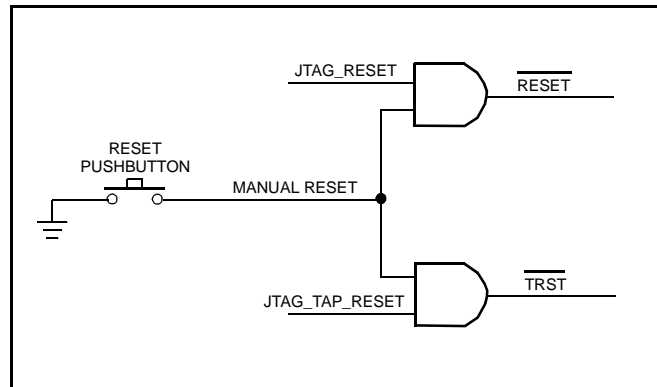 JTAG_RESET
RESET
RESET
PUSHBUTTON
MANUAL RESET
TRST
JTAG_TAP_RESET